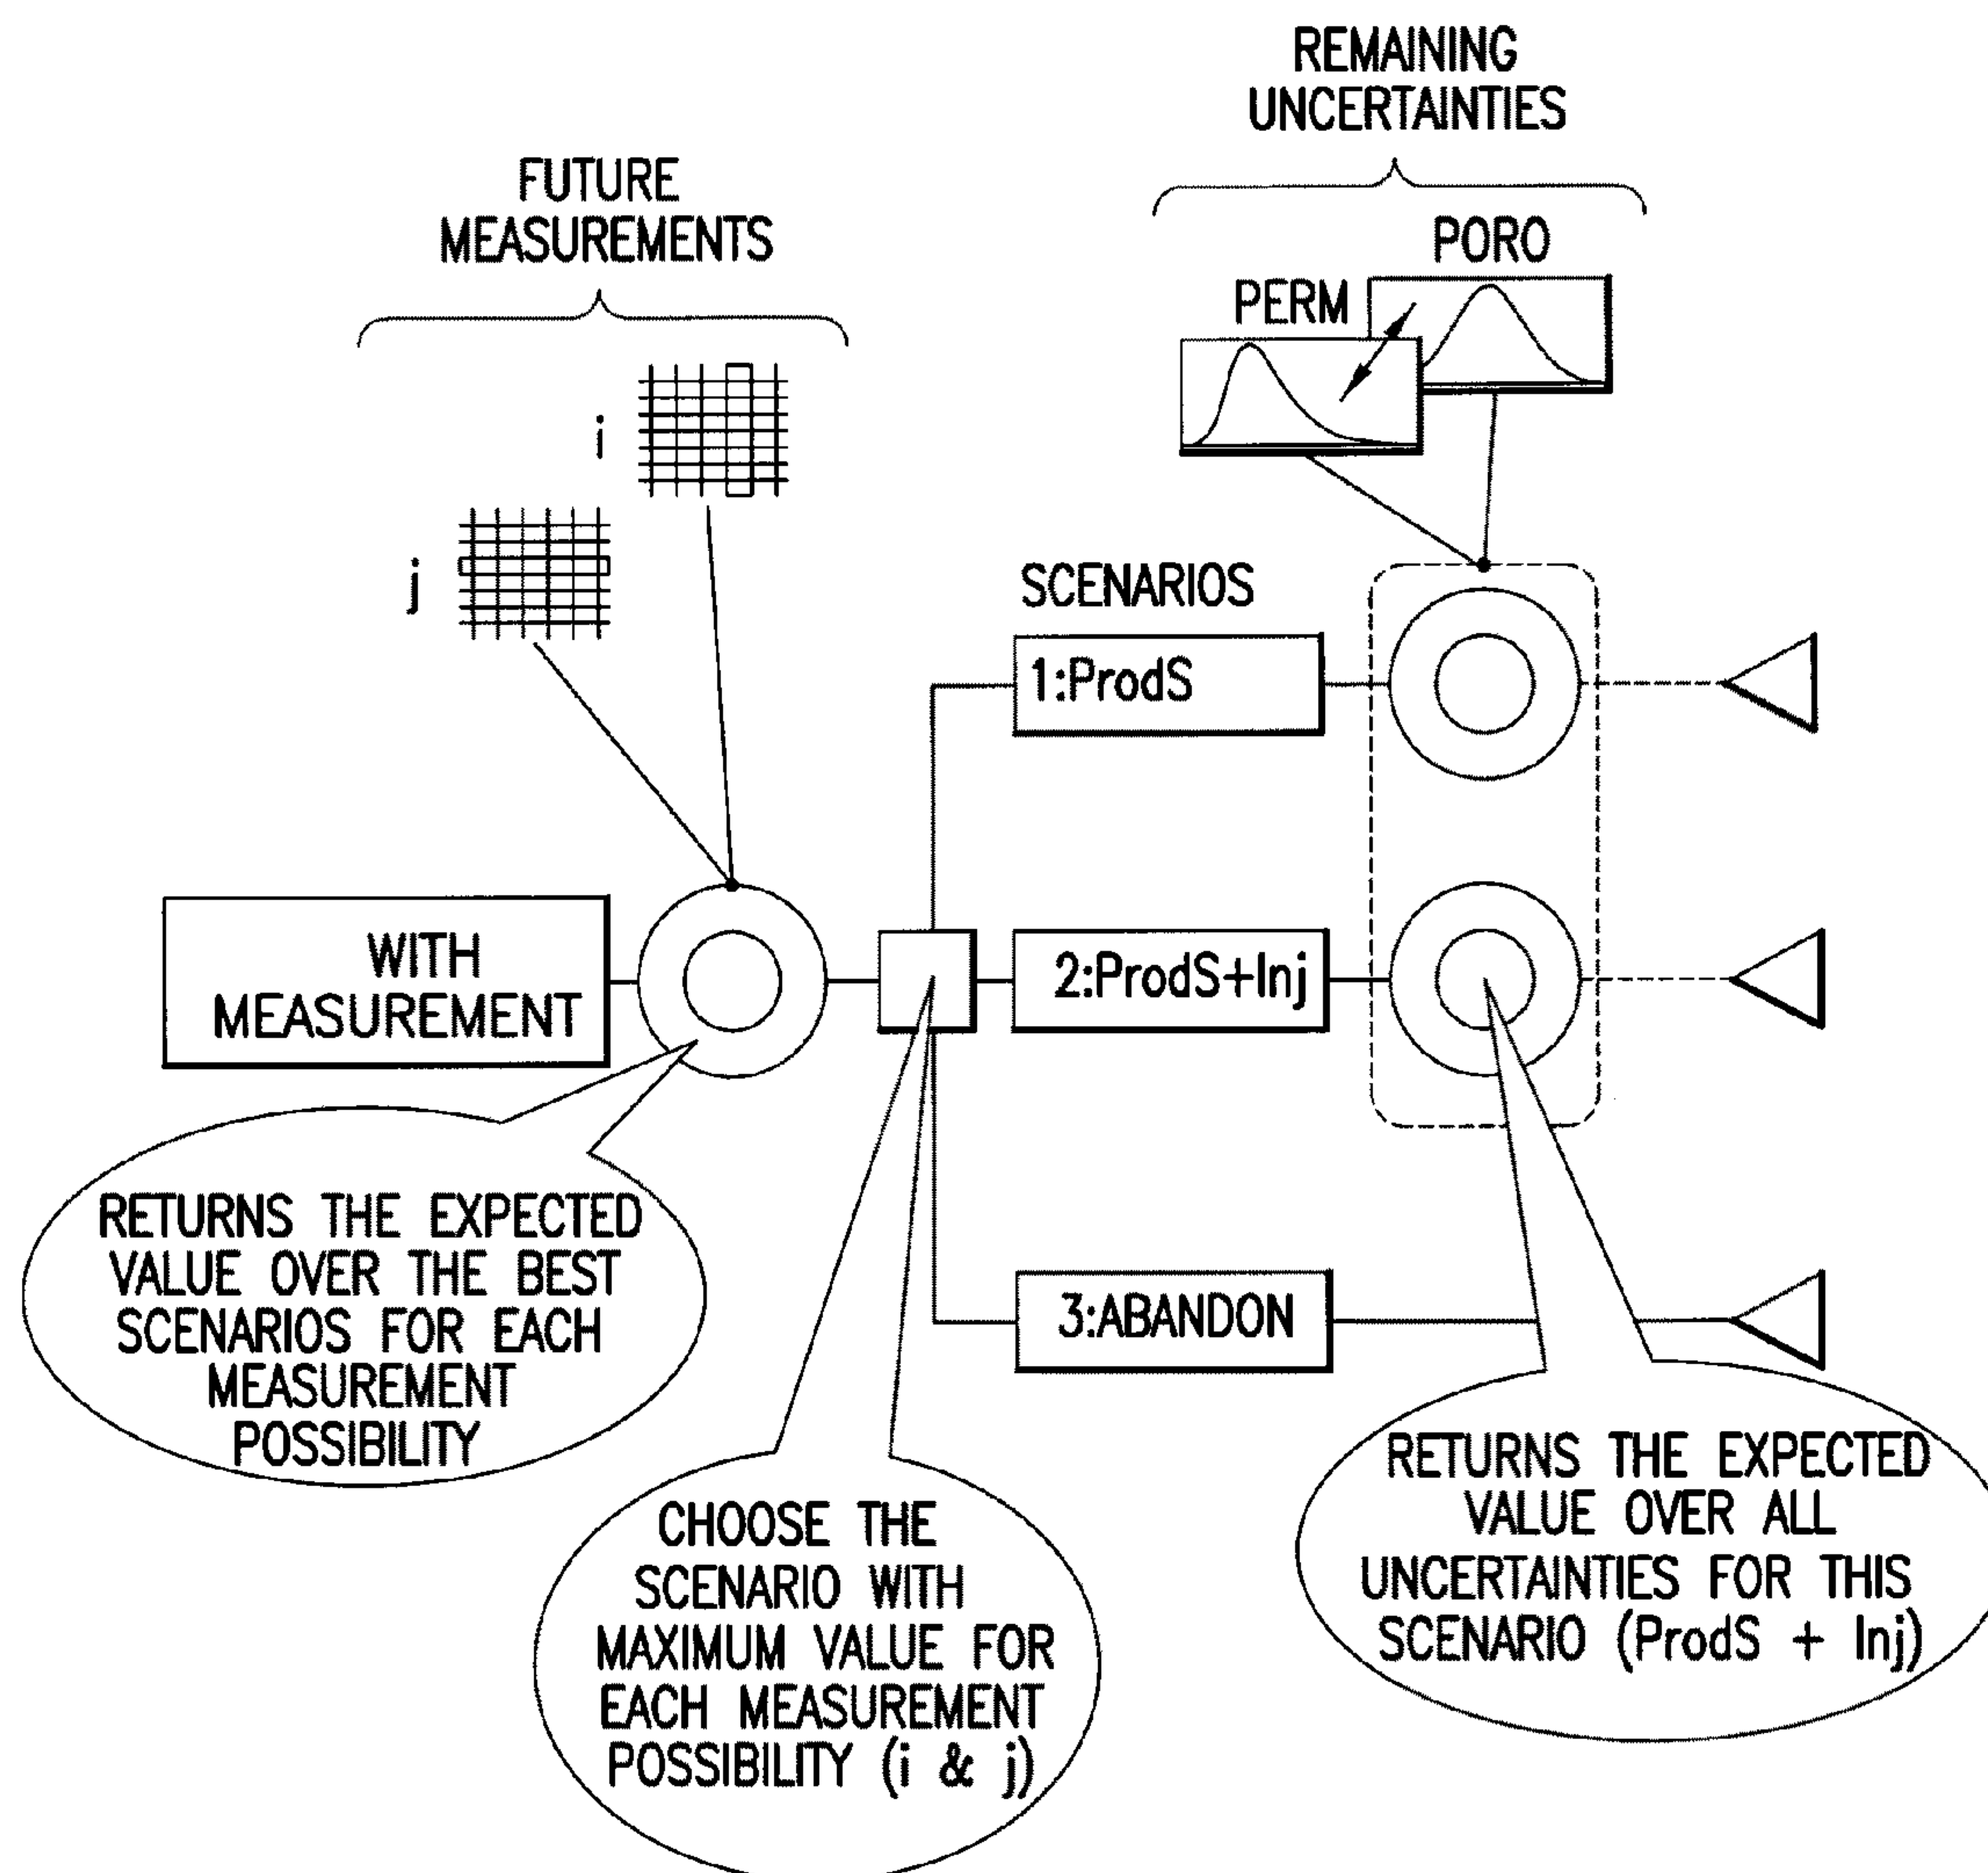 REMAINING
UNCERTAINTIES
FUTURE
MEASUREMENTS
PORO
PERM
i
j
SCENARIOS
1:ProdS
WITH
MEASUREMENT
2:ProdS+Inj
3:ABANDON
RETURNS THE EXPECTED
VALUE OVER THE BEST
SCENARIOS FOR EACH
MEASUREMENT
POSSIBILITY
CHOOSE THE
SCENARIO WITH
MAXIMUM VALUE FOR
EACH MEASUREMENT
POSSIBILITY (i & j)
RETURNS THE EXPECTED
VALUE OVER ALL
UNCERTAINTIES FOR THIS
SCENARIO (ProdS + Inj)